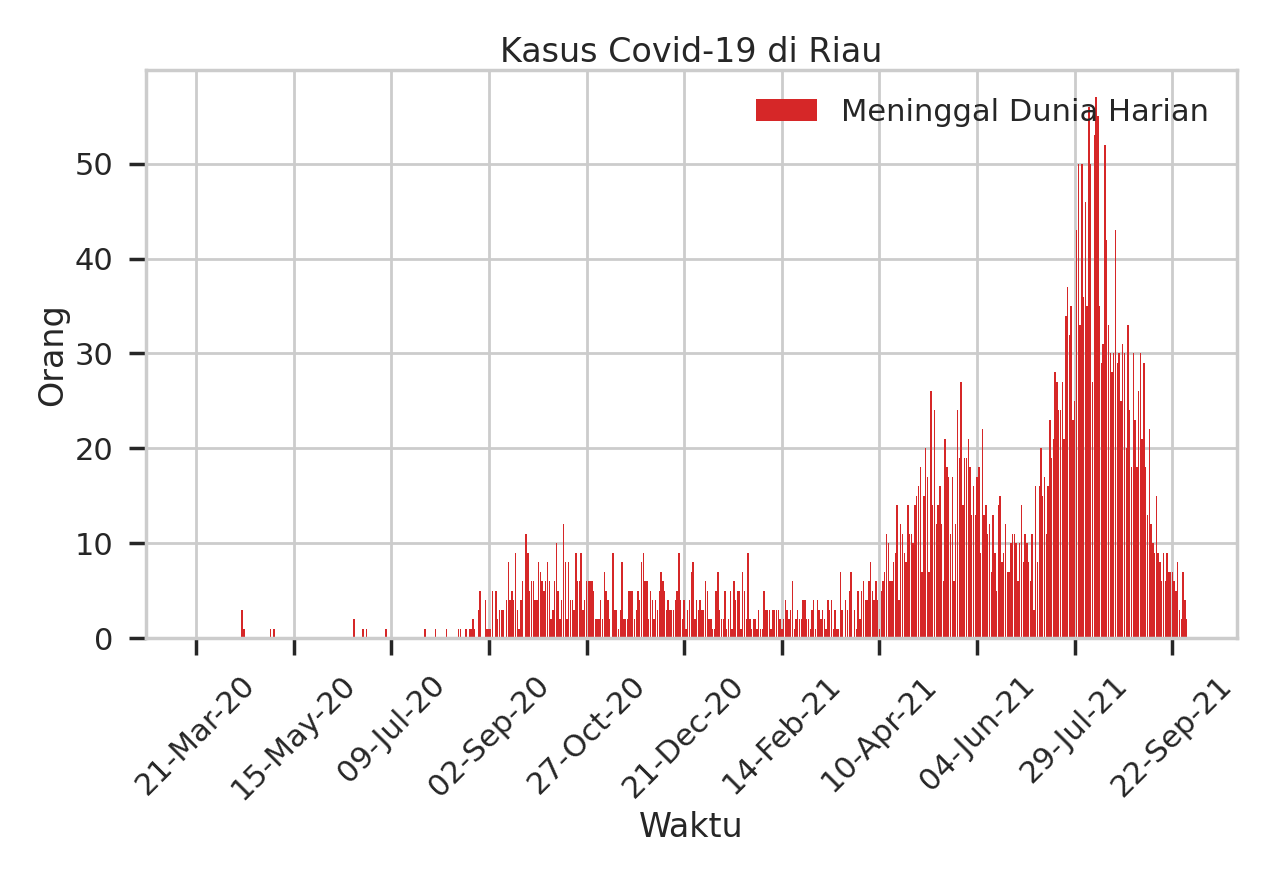 Kasus Covid-19 di Riau
Meninggal Dunia Harian
50
40
30
20
10
0
Orang
21-Mar-20
15-May-20
09-Jul-20
02-Sep-20
27-Oct-20
21-Dec-20
14-Feb-21
10-Apr-21
04-Jun-21
29-Jul-21
22-Sep-21
Waktu